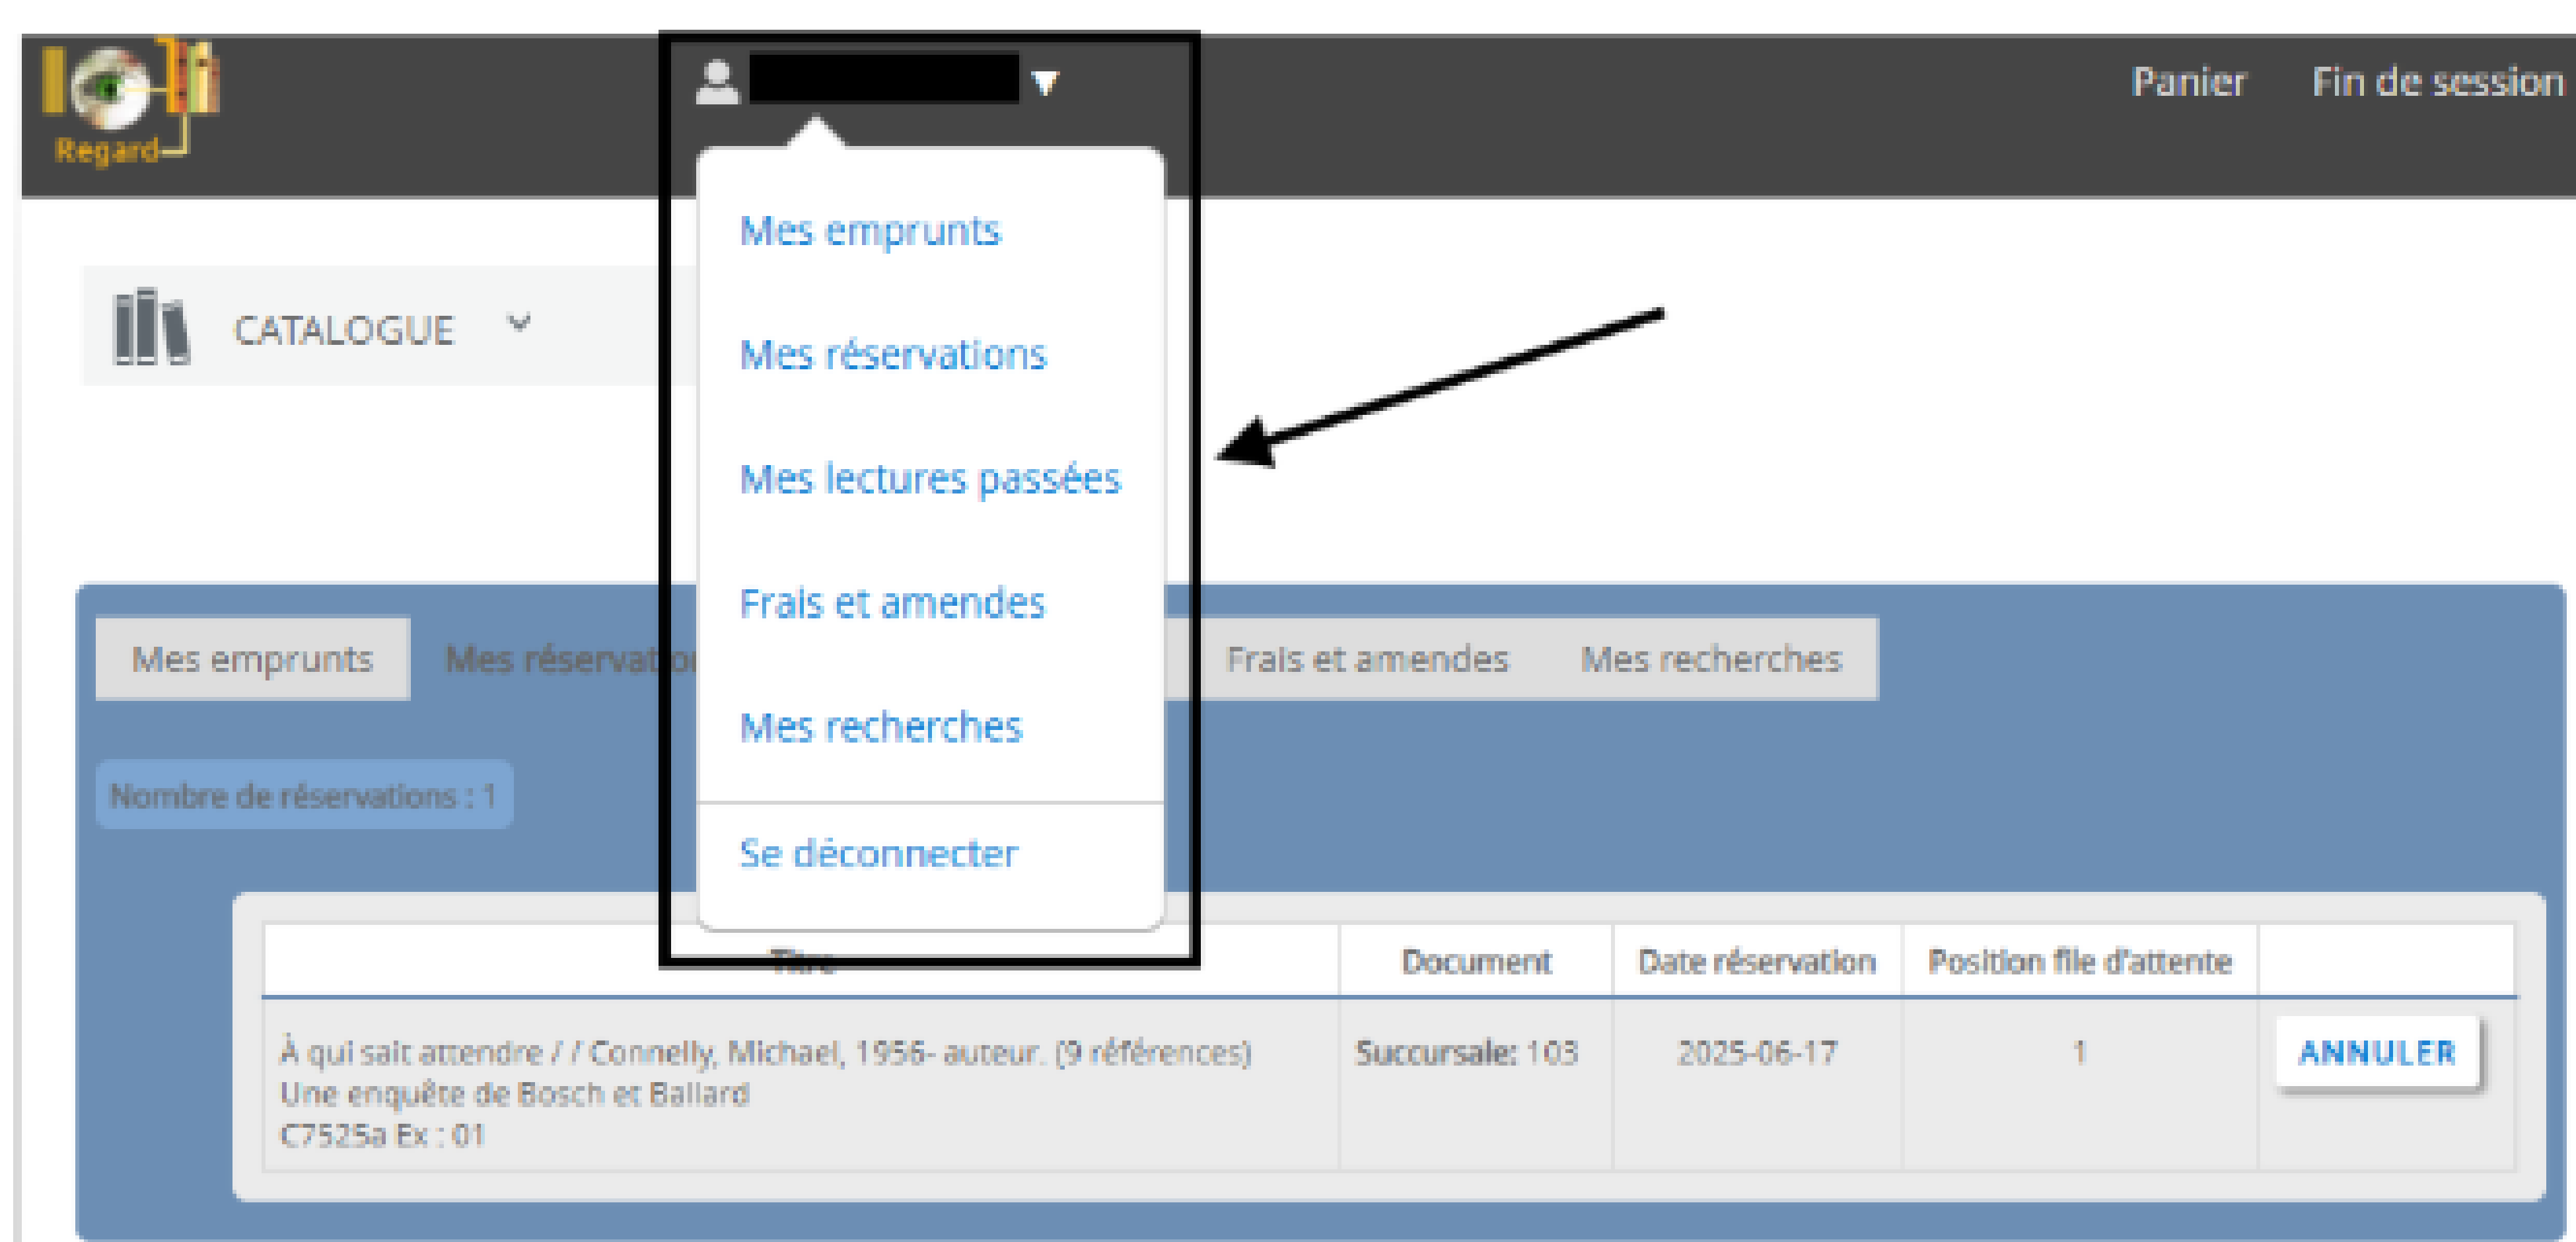 Regard
Panier
Fin de session
Mes emprunts
Mes réservations
Mes lectures passées
Frais et amendes
Mes recherches
Se déconnecter
CATALOGUE
Mes emprunts
Mes réservation
Frais et amendes
Mes recherches
Nombre de réservations : 1
Titre
Document
Date réservation
Position file d'attente
À qui sait attendre / / Connelly, Michael, 1956- auteur. (9 références)
Une enquête de Bosch et Ballard
C7525a Ex : 01
Succursale: 103
2025-06-17
1
ANNULER